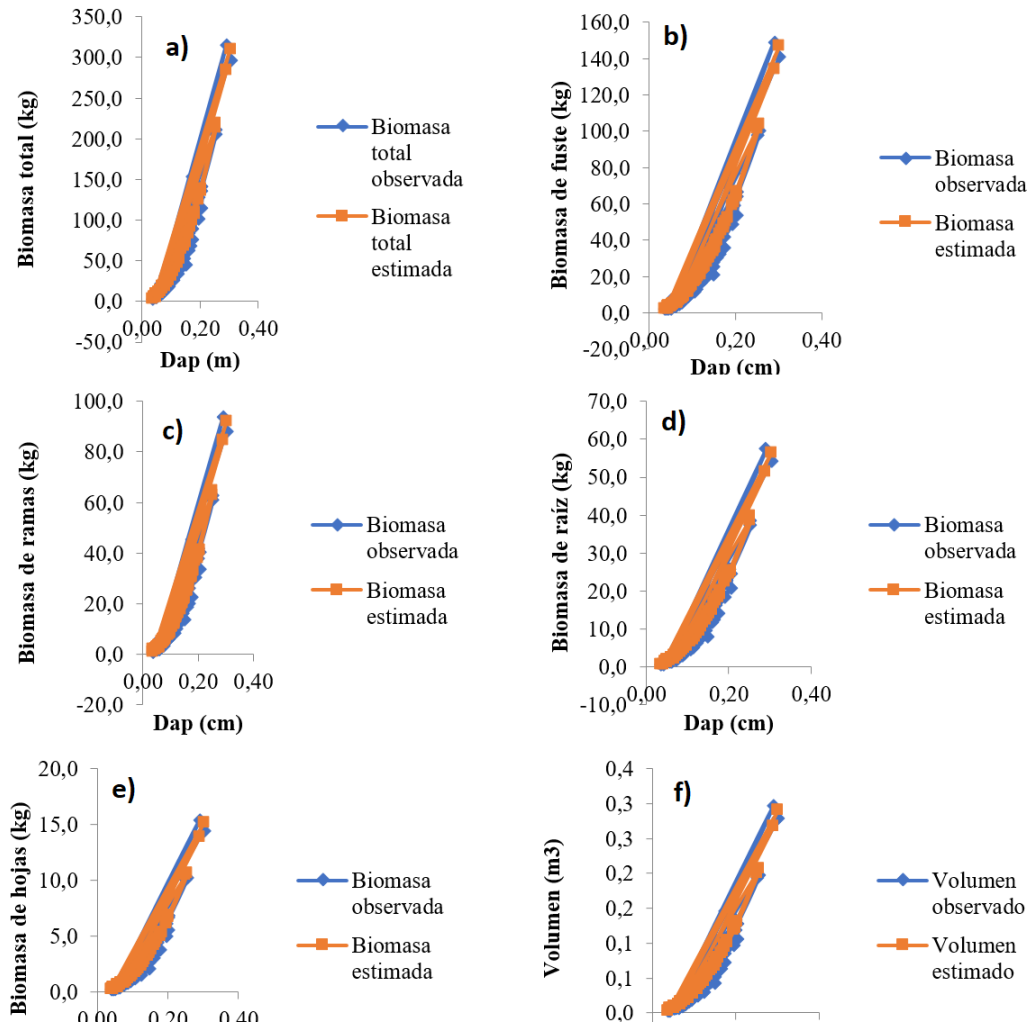 a)
Biomasa total (kg)
350,0
300,0
250,0
200,0
150,0
100,0
50,0
0,0
-50,0
0,00 0,20 0,40
Dap (m)
Biomasa
total
observada
Biomasa
total
estimada
b)
Biomasa de fuste (kg)
160,0
140,0
120,0
100,0
80,0
60,0
40,0
20,0
0,0
-20,0
0,00 0,20 0,40
Dap (cm)
Biomasa
observada
Biomasa
estimada
c)
Biomasa de ramas (kg)
100,0
80,0
60,0
40,0
20,0
0,0
-20,0
0,00 0,20 0,40
Dap (cm)
Biomasa
observada
Biomasa
estimada
d)
Biomasa de raíz (kg)
70,0
60,0
50,0
40,0
30,0
20,0
10,0
0,0
-10,0
0,00 0,20 0,40
Dap (cm)
Biomasa
observada
Biomasa
estimada
e)
Biomasa de hojas (kg)
20,0
15,0
10,0
5,0
0,0
0,00 0,20 0,40
Biomasa
observada
Biomasa
estimada
f)
Volumen (m3)
0,4
0,3
0,3
0,2
0,2
0,1
0,1
0,0
Volumen
observado
Volumen
estimado